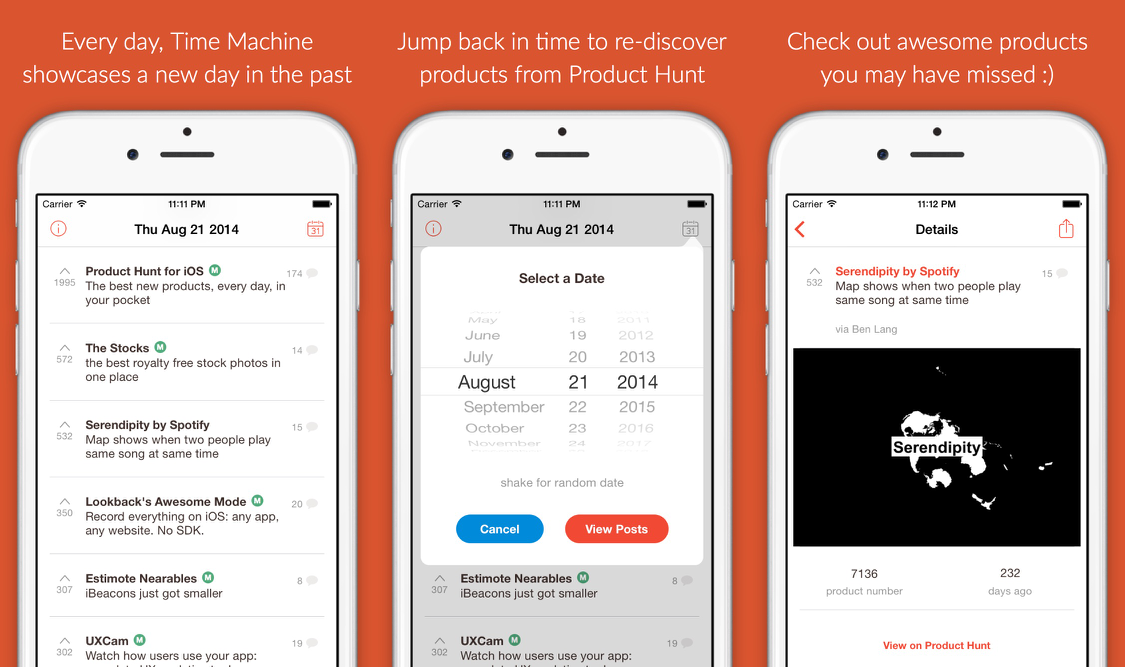 Every day, Time Machine
showcases a new day in the past
Carrier
11:11 PM
Thu Aug 21 2014
31
1995
Product Hunt for iOS M
174
The best new products, every day, in
your pocket
572
The Stocks M
14
the best royalty free stock photos in
one place
532
Serendipity by Spotify
15
Map shows when two people play
same song at same time
350
Lookback's Awesome Mode M
20
Record everything on iOS: any app,
any website. No SDK.
307
Estimote Nearables M
8
iBeacons just got smaller
302
UXCam M
19
Watch how users use your app:
Jump back in time to re-discover
products from Product Hunt
Carrier
11:11 PM
Thu Aug 21 2014
31
Select a Date
May 18 2011
June 19 2012
July 20 2013
August 21 2014
September 22 2015
October 23 2016
November 24 2017
shake for random date
Cancel
View Posts
307
Estimote Nearables M
8
iBeacons just got smaller
302
UXCam M
19
Watch how users use your app:
Check out awesome products
you may have missed :)
Carrier
11:12 PM
Details
532
Serendipity by Spotify
15
Map shows when two people play
same song at same time
via Ben Lang
Serendipity
7136
product number
232
days ago
View on Product Hunt